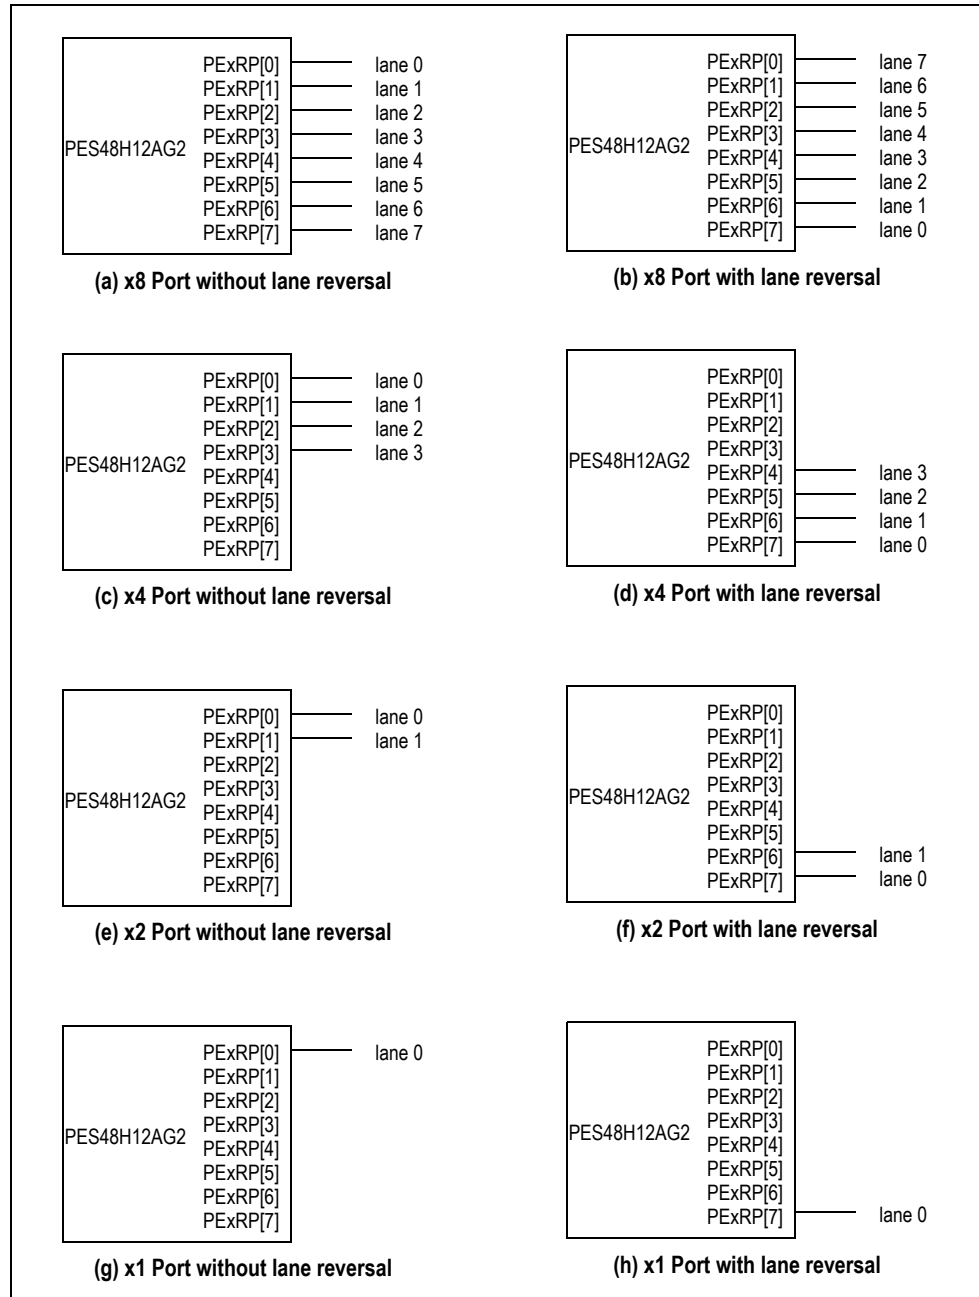 PES48H12AG2
PExRP[0] lane 0
PExRP[1] lane 1
PExRP[2] lane 2
PExRP[3] lane 3
PExRP[4] lane 4
PExRP[5] lane 5
PExRP[6] lane 6
PExRP[7] lane 7
(a) x8 Port without lane reversal
PES48H12AG2
PExRP[0] lane 7
PExRP[1] lane 6
PExRP[2] lane 5
PExRP[3] lane 4
PExRP[4] lane 3
PExRP[5] lane 2
PExRP[6] lane 1
PExRP[7] lane 0
(b) x8 Port with lane reversal
PES48H12AG2
PExRP[0] lane 0
PExRP[1] lane 1
PExRP[2] lane 2
PExRP[3] lane 3
PExRP[4]
PExRP[5]
PExRP[6]
PExRP[7]
(c) x4 Port without lane reversal
PES48H12AG2
PExRP[0]
PExRP[1]
PExRP[2]
PExRP[3]
PExRP[4] lane 3
PExRP[5] lane 2
PExRP[6] lane 1
PExRP[7] lane 0
(d) x4 Port with lane reversal
PES48H12AG2
PExRP[0] lane 0
PExRP[1] lane 1
PExRP[2]
PExRP[3]
PExRP[4]
PExRP[5]
PExRP[6]
PExRP[7]
(e) x2 Port without lane reversal
PES48H12AG2
PExRP[0]
PExRP[1]
PExRP[2]
PExRP[3]
PExRP[4]
PExRP[5]
PExRP[6] lane 1
PExRP[7] lane 0
(f) x2 Port with lane reversal
PES48H12AG2
PExRP[0] lane 0
PExRP[1]
PExRP[2]
PExRP[3]
PExRP[4]
PExRP[5]
PExRP[6]
PExRP[7]
(g) x1 Port without lane reversal
PES48H12AG2
PExRP[0]
PExRP[1]
PExRP[2]
PExRP[3]
PExRP[4]
PExRP[5]
PExRP[6]
PExRP[7] lane 0
(h) x1 Port with lane reversal